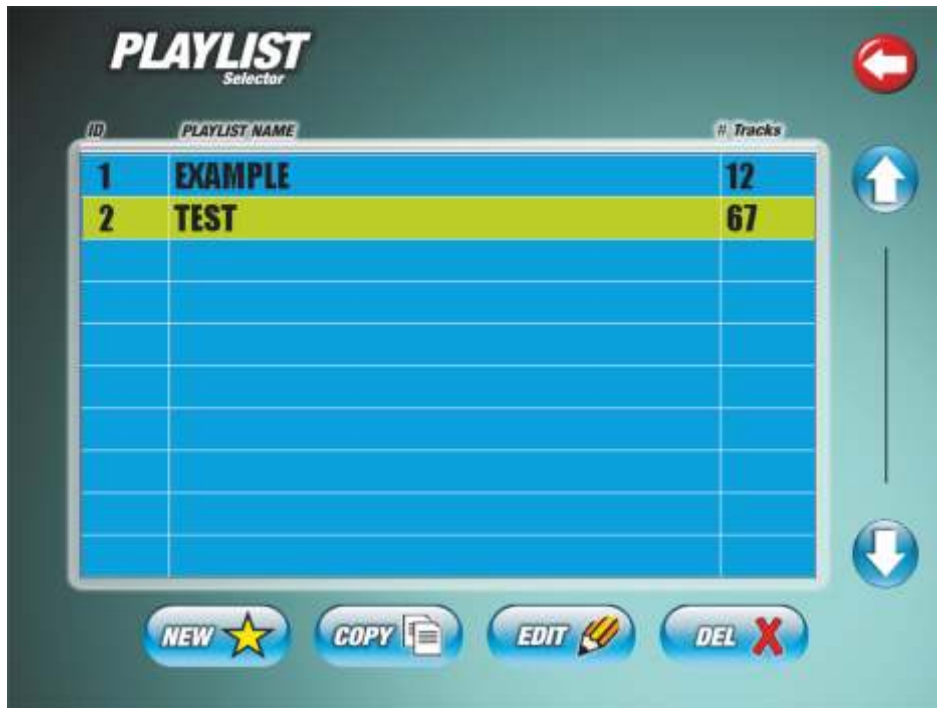 PLAYLIST
Selector
ID PLAYLIST NAME # Tracks
1 EXAMPLE 12
2 TEST 67
NEW COPY EDIT DEL